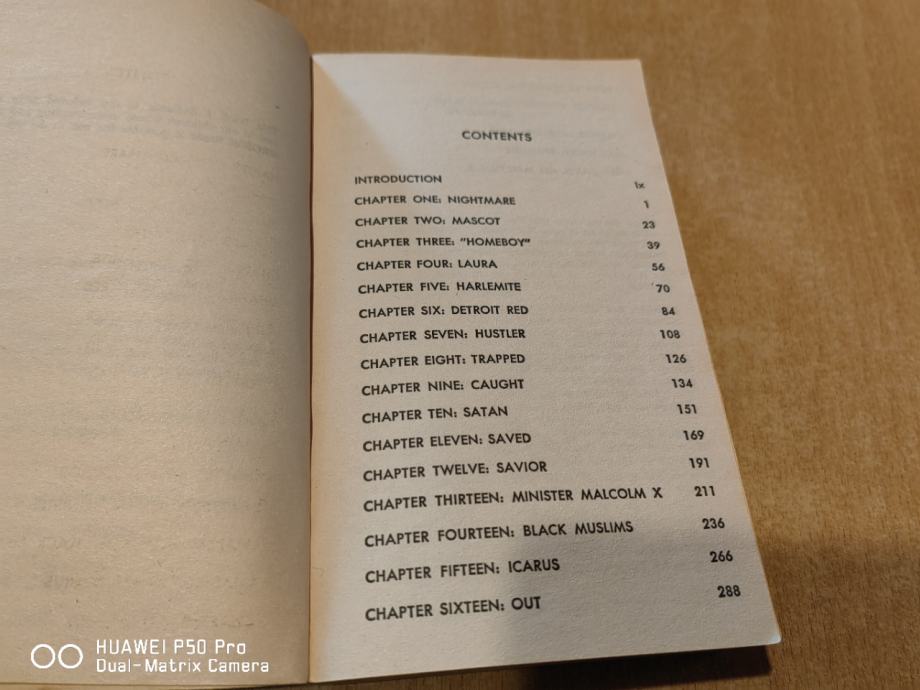 CONTENTS
INTRODUCTION ix
CHAPTER ONE: NIGHTMARE 1
CHAPTER TWO: MASCOT 23
CHAPTER THREE: "HOMEBOY" 39
CHAPTER FOUR: LAURA 56
CHAPTER FIVE: HARLEMITE 70
CHAPTER SIX: DETROIT RED 84
CHAPTER SEVEN: HUSTLER 108
CHAPTER EIGHT: TRAPPED 126
CHAPTER NINE: CAUGHT 134
CHAPTER TEN: SATAN 151
CHAPTER ELEVEN: SAVED 169
CHAPTER TWELVE: SAVIOR 191
CHAPTER THIRTEEN: MINISTER MALCOLM X 211
CHAPTER FOURTEEN: BLACK MUSLIMS 236
CHAPTER FIFTEEN: ICARUS 266
CHAPTER SIXTEEN: OUT 288
HUAWEI P50 Pro
Dual-Matrix Camera